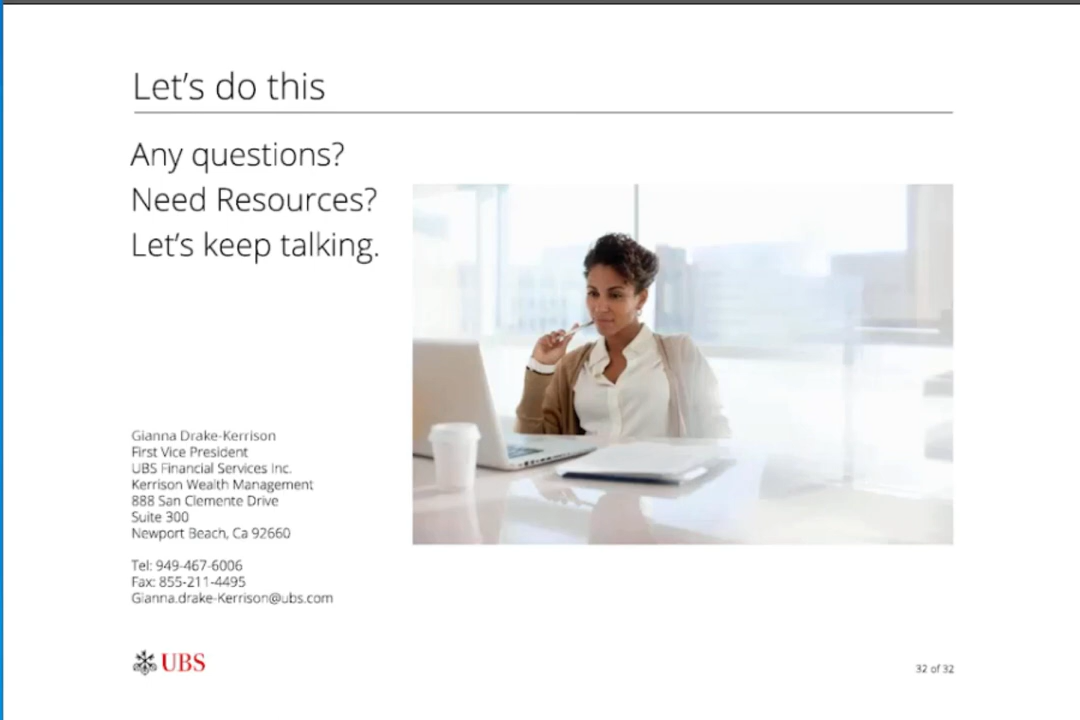 Let's do this
Any questions?
Need Resources?
Let's keep talking.
Gianna Drake-Kerrison
First Vice President
UBS Financial Services Inc.
Kerrison Wealth Management
888 San Clemente Drive
Suite 300
Newport Beach, Ca 92660
Tel: 949-467-6006
Fax: 855-211-4495
Gianna.drake-Kerrison@ubs.com
UBS
32 of 32